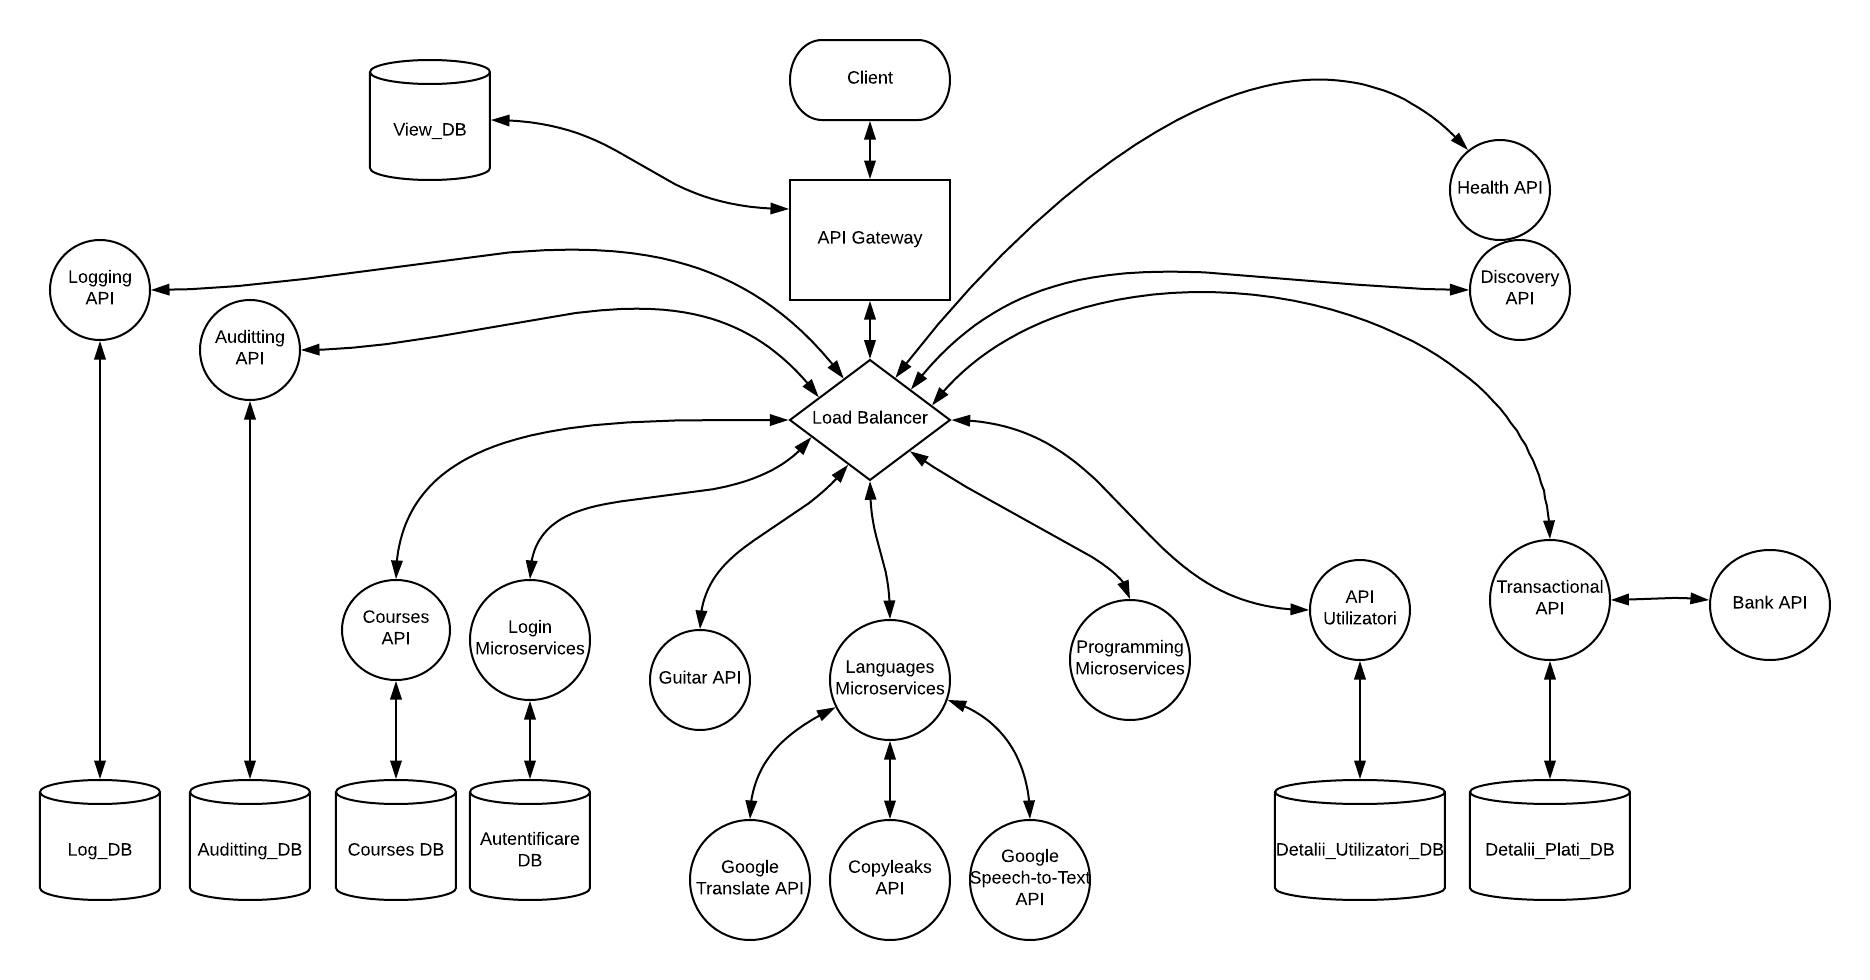 Client
View_DB
API Gateway
Health API
Logging
API
Discovery
API
Auditting
API
Load Balancer
Courses
API
Login
Microservices
Guitar API
Languages
Microservices
Programming
Microservices
API
Utilizatori
Transactional
API
Bank API
Log_DB
Auditting_DB
Courses DB
Autentificare
DB
Google
Translate API
Copyleaks
API
Google
Speech-to-Text
API
Detalii_Utilizatori_DB
Detalii_Plati_DB